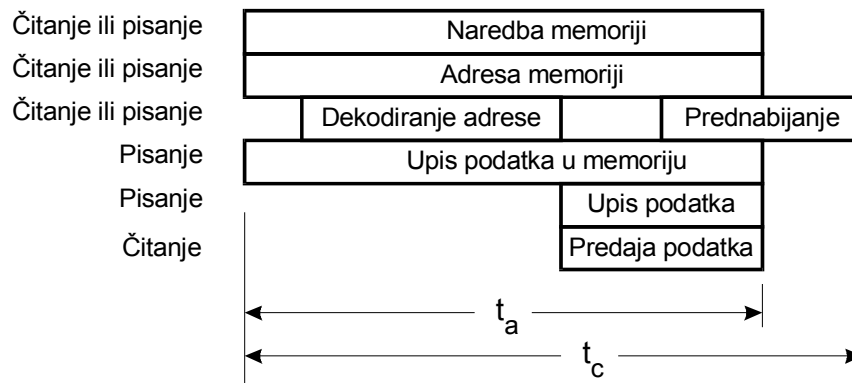 Čitanje ili pisanje Naredba memoriji
Čitanje ili pisanje Adresa memoriji
Čitanje ili pisanje Dekodiranje adrese Prednabijanje
Pisanje Upis podatka u memoriju
Pisanje Upis podatka
Čitanje Predaja podatka
ta
tc